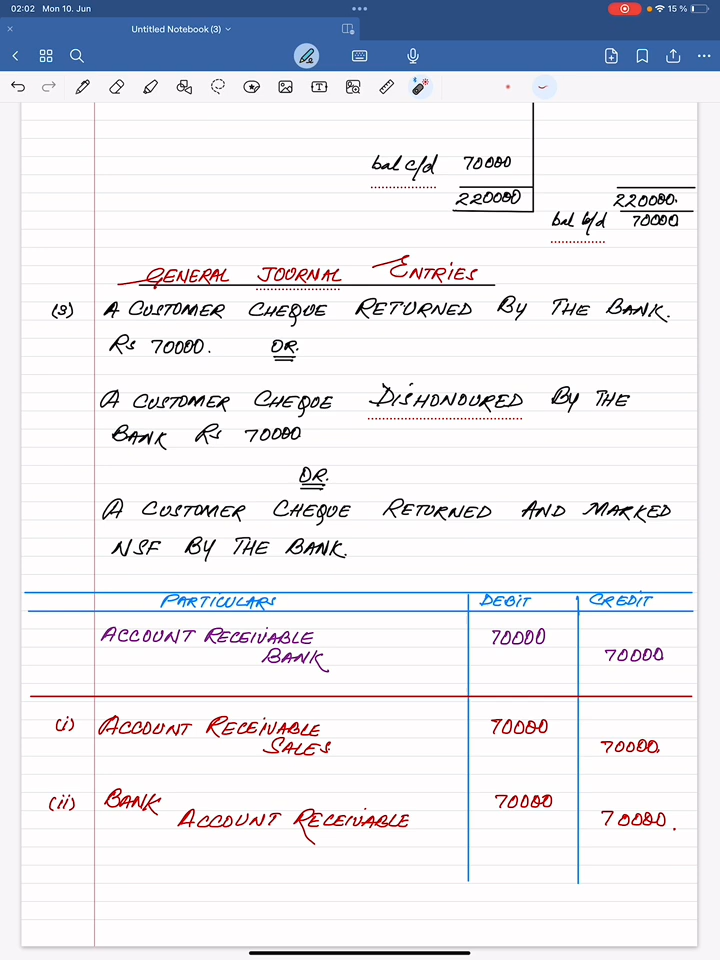 02:02 Mon 10. Jun
15 %
Untitled Notebook (3)
bal c/d 70000
220000
220000.
bal b/d 70000
GENERAL JOURNAL ENTRIES
(3) A CUSTOMER CHEQUE RETURNED BY THE BANK.
Rs 70000. OR.
A CUSTOMER CHEQUE DISHONOURED BY THE
BANK Rs 70000
OR.
A CUSTOMER CHEQUE RETURNED AND MARKED
NSF BY THE BANK.
PARTICULARS DEBIT CREDIT
ACCOUNT RECEIVABLE 70000
BANK 70000
(i) ACCOUNT RECEIVABLE 70000
SALES 70000.
(ii) BANK 70000
ACCOUNT RECEIVABLE 70000.